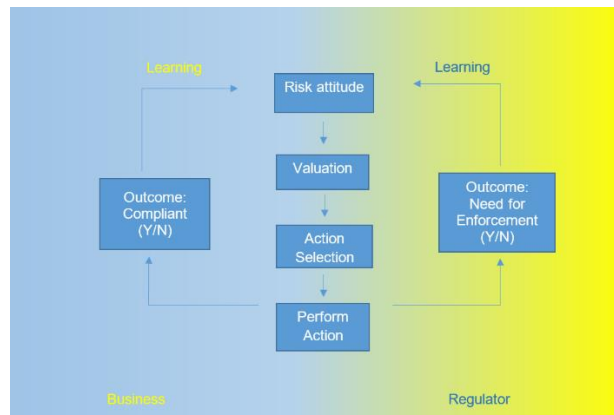 Learning
Learning
Risk attitude
Valuation
Outcome:
Compliant
(Y/N)
Outcome:
Need for
Enforcement
(Y/N)
Action
Selection
Perform
Action
Business
Regulator